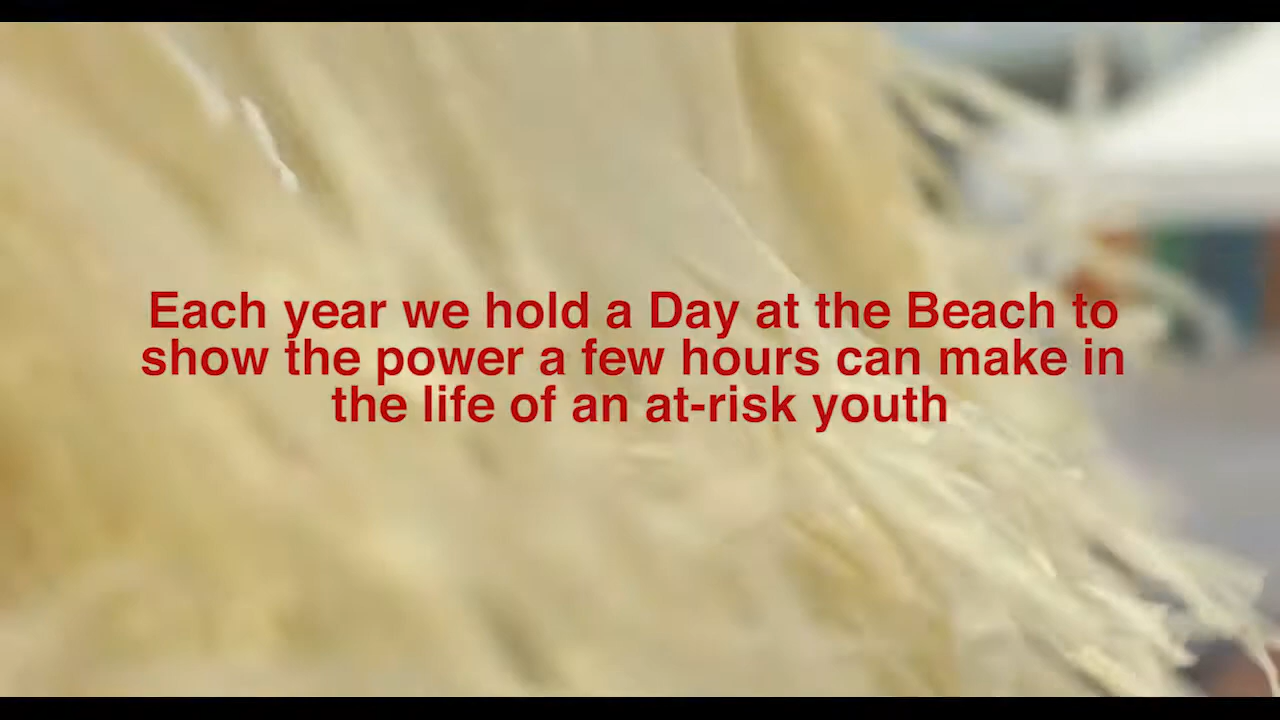 Each year we hold a Day at the Beach to
show the power a few hours can make in
the life of an at-risk youth